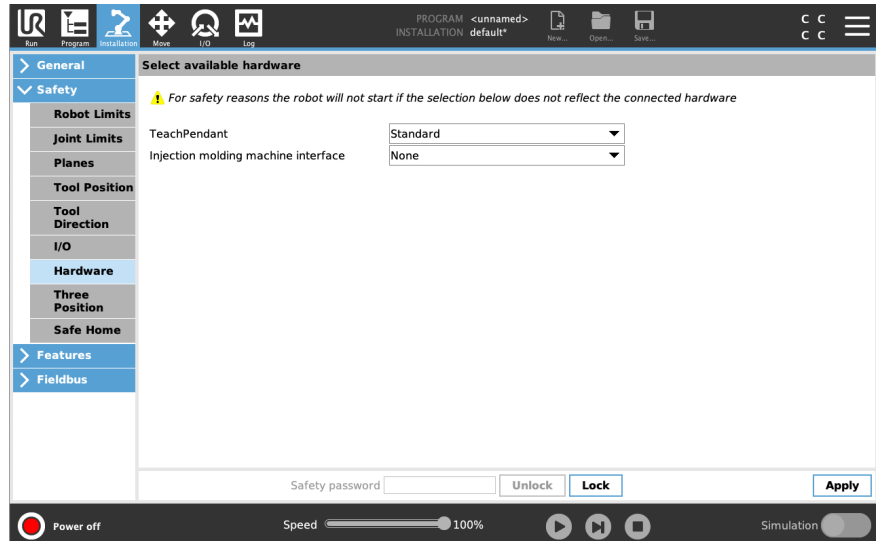 UR
PROGRAM <unnamed>
INSTALLATION default*
C C
C C
Run Program Installation Move I/O Log New... Open... Save...
General
Select available hardware
Safety
For safety reasons the robot will not start if the selection below does not reflect the connected hardware
Robot Limits
TeachPendant Standard
Joint Limits
Injection molding machine interface None
Planes
Tool Position
Tool
Direction
I/O
Hardware
Three
Position
Safe Home
Features
Fieldbus
Safety password Unlock Lock Apply
Power off Speed 100% Simulation